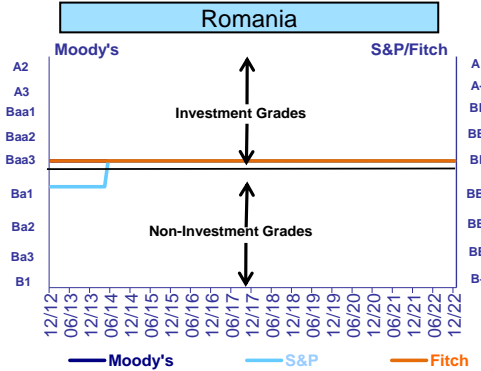 Romania
Moody's S&P/Fitch
A2 A
A3 A-
Baa1
Investment Grades
Baa2
Baa3
Ba1
Ba2
Non-Investment Grades
Ba3
B1
12/12 06/13 12/13 06/14 12/14 06/15 12/15 06/16 12/16 06/17 12/17 06/18 12/18 06/19 12/19 06/20 12/20 06/21 12/21 06/22 12/22
Moody's S&P Fitch